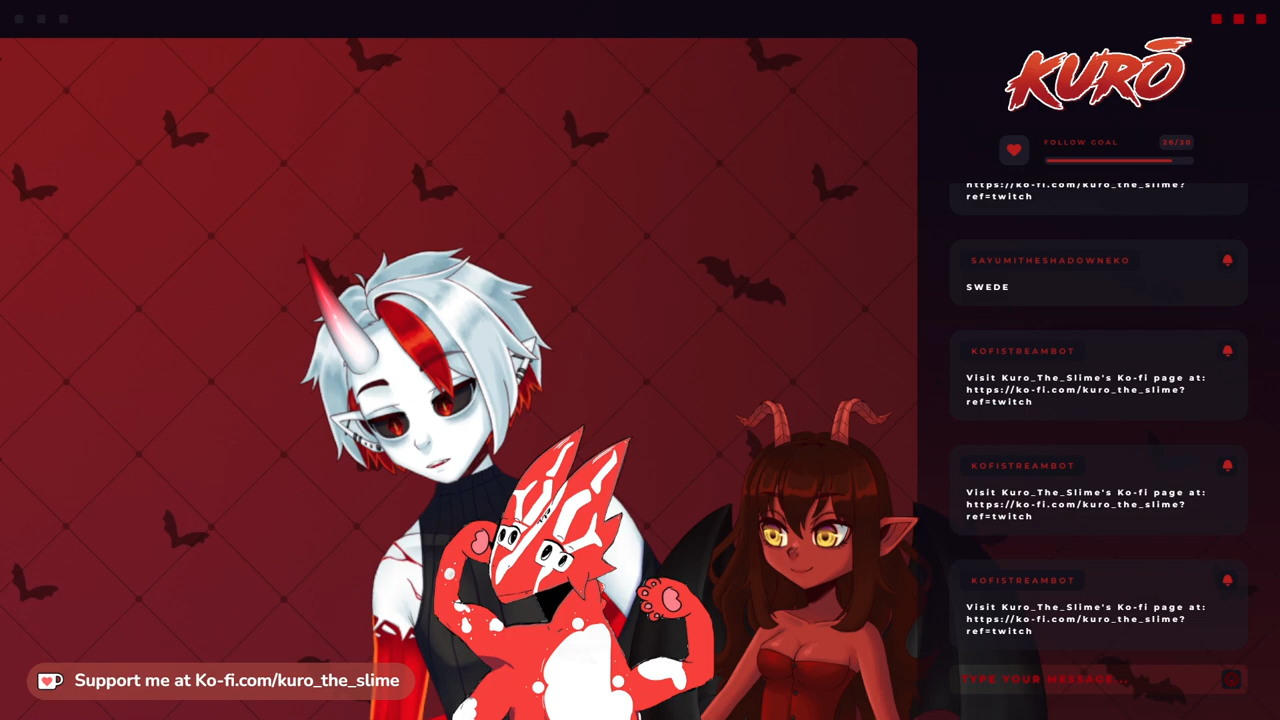 KURO
FOLLOW GOAL
26/30
https://ko-fi.com/kuro_the_slime?
ref=twitch
SAYUMITHESHADOWNEKO
SWEDE
KOFISTREAMBOT
Visit Kuro_The_Slime's Ko-fi page at:
https://ko-fi.com/kuro_the_slime?
ref=twitch
KOFISTREAMBOT
Visit Kuro_The_Slime's Ko-fi page at:
https://ko-fi.com/kuro_the_slime?
ref=twitch
KOFISTREAMBOT
Visit Kuro_The_Slime's Ko-fi page at:
https://ko-fi.com/kuro_the_slime?
ref=twitch
TYPE YOUR MESSAGE...
Support me at Ko-fi.com/kuro_the_slime